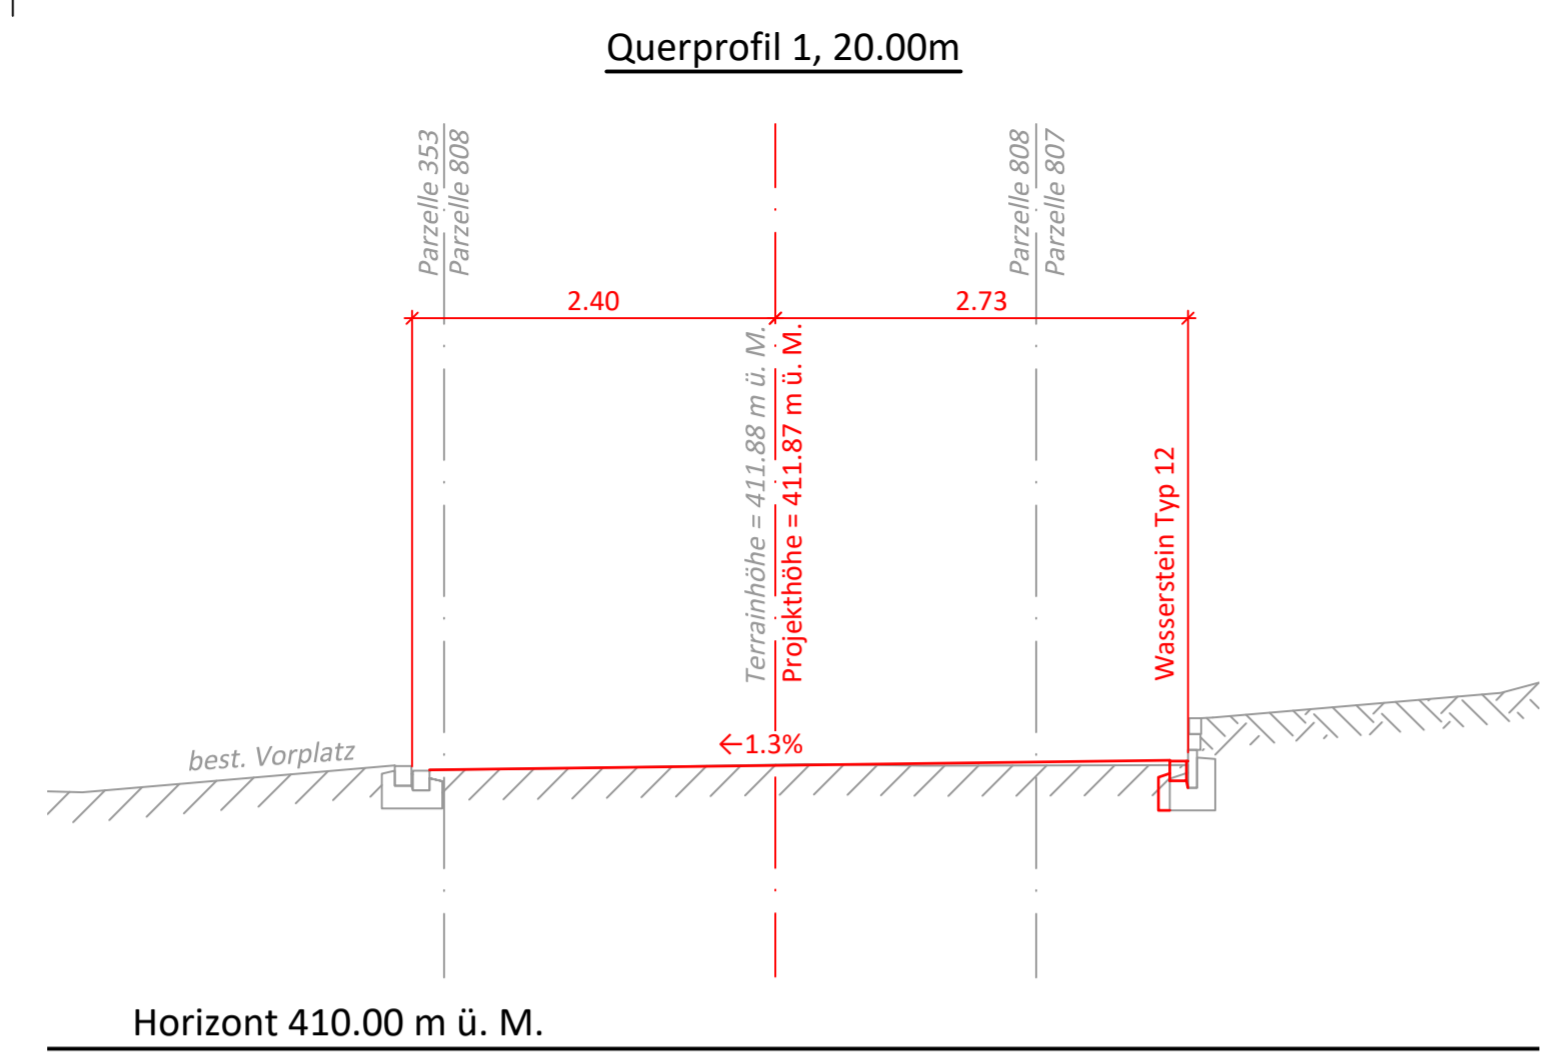 Querprofil 1, 20.00m
Parzelle 353
Parzelle 808
Parzelle 808
Parzelle 807
2.40
2.73
Terrainhöhe = 411.88 m ü. M.
Projekthöhe = 411.87 m ü. M.
Wasserstein Typ 12
←1.3%
best. Vorplatz
Horizont 410.00 m ü. M.